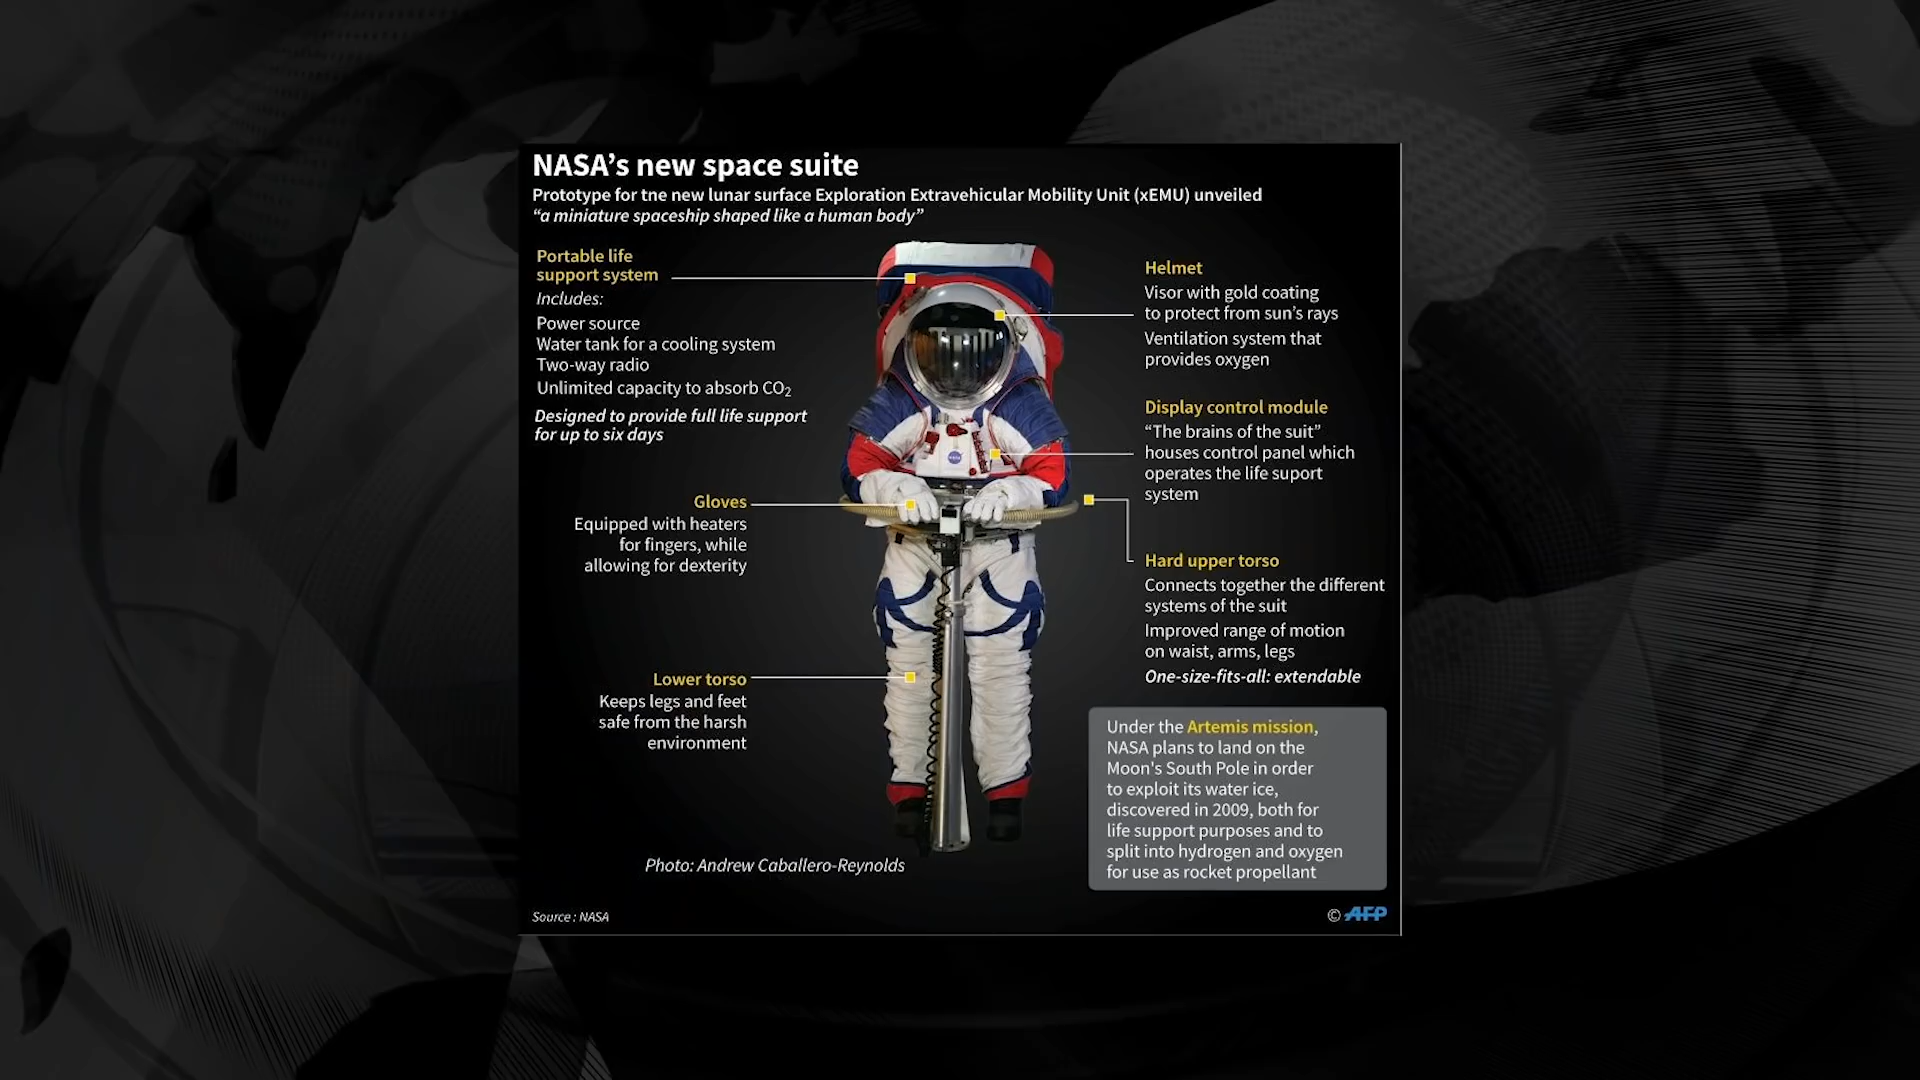 NASA's new space suite
Prototype for tne new lunar surface Exploration Extravehicular Mobility Unit (xEMU) unveiled
“a miniature spaceship shaped like a human body”
Portable life
support system
Includes:
Power source
Water tank for a cooling system
Two-way radio
Unlimited capacity to absorb CO₂
Designed to provide full life support
for up to six days
Gloves
Equipped with heaters
for fingers, while
allowing for dexterity
Lower torso
Keeps legs and feet
safe from the harsh
environment
Helmet
Visor with gold coating
to protect from sun's rays
Ventilation system that
provides oxygen
Display control module
“The brains of the suit”
houses control panel which
operates the life suport
system
Hard upper torso
Connects together the different
systems of the suit
Improved range of motion
on waist, arms, legs
One-size-fits-all: extendable
Under the Artemis mission,
NASA plans to land on the
Moon's South Pole in order
to exploit its water ice,
discovered in 2009, both for
life support purposes and to
split into hydrogen and oxygen
for use as rocket propellant
Photo: Andrew Caballero-Reynolds
Source : NASA
© AFP
NASA